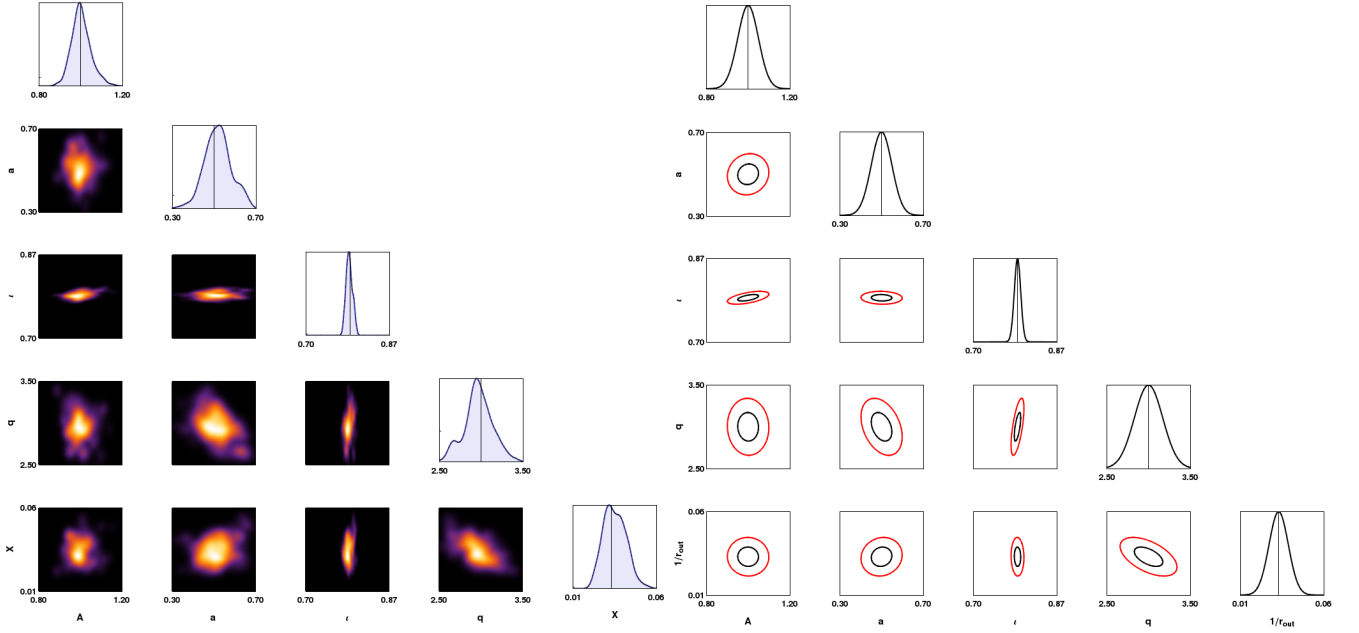 0.80 1.20 0.80 1.20
0.70 0.70
a a
0.30 0.30 0.70 0.30 0.30 0.70
0.87 0.87
ι ι
0.70 0.70 0.87 0.70 0.70 0.87
3.50 3.50
q q
2.50 2.50 3.50 2.50 2.50 3.50
0.06 0.06
X 1/r_out
0.01 0.01 0.06 0.01 0.01 0.06
0.80 1.20 0.30 0.70 0.70 0.87 2.50 3.50 X 0.80 1.20 0.30 0.70 0.70 0.87 2.50 3.50 1/r_out
A a ι q A a ι q